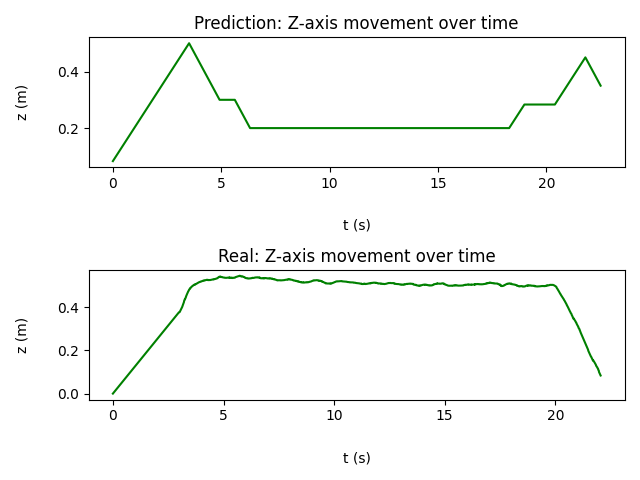 Prediction: Z-axis movement over time
z (m)
0.4
0.2
0 5 10 15 20
t (s)
Real: Z-axis movement over time
z (m)
0.4
0.2
0.0
0 5 10 15 20
t (s)